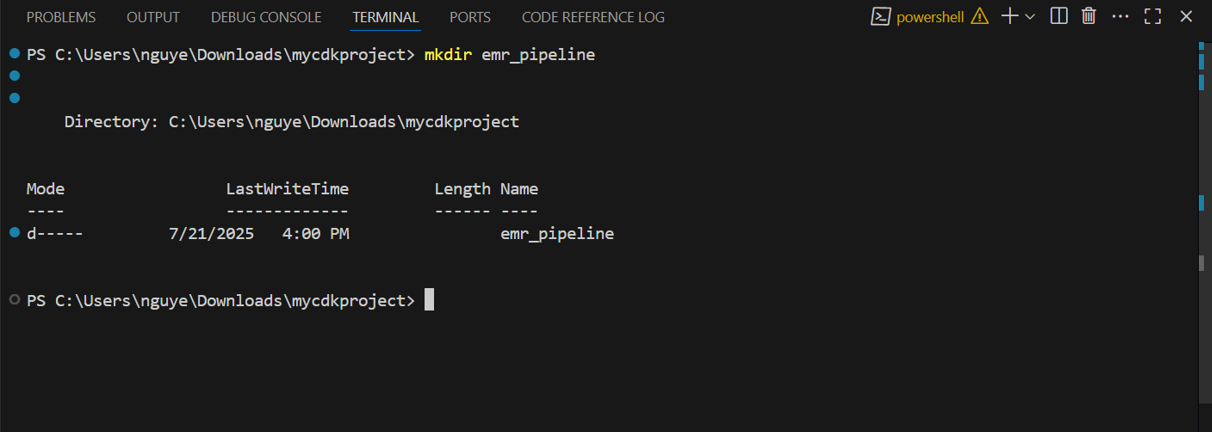 PROBLEMS OUTPUT DEBUG CONSOLE TERMINAL PORTS CODE REFERENCE LOG powershell
PS C:\Users\nguye\Downloads\mycdkproject> mkdir emr_pipeline
Directory: C:\Users\nguye\Downloads\mycdkproject
Mode LastWriteTime Length Name
---- ------------- ------ ----
d----- 7/21/2025 4:00 PM emr_pipeline
PS C:\Users\nguye\Downloads\mycdkproject>